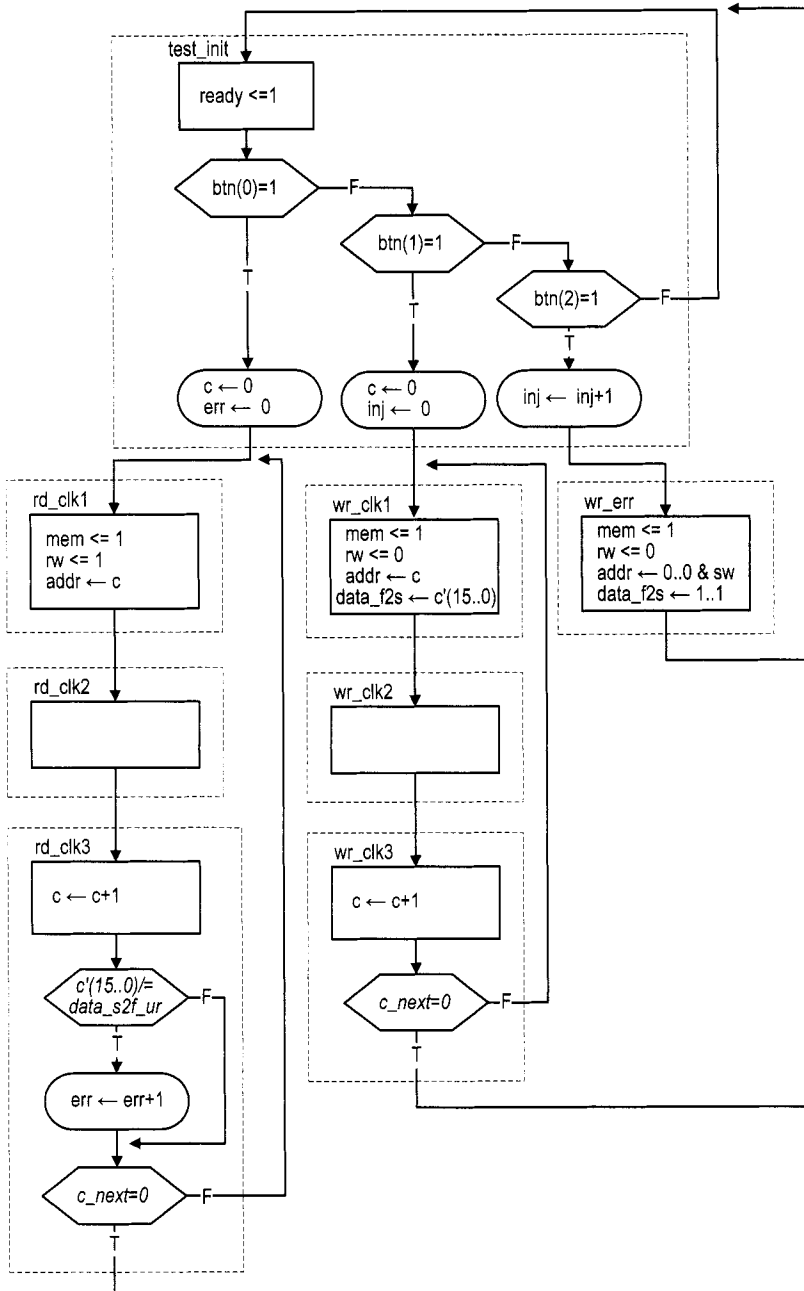 test_init
ready <=1
btn(0)=1
F
btn(1)=1
F
btn(2)=1
F
T
T
T
c ← 0
err ← 0
c ← 0
inj ← 0
inj ← inj+1
rd_clk1
mem <= 1
rw <= 1
addr ← c
wr_clk1
mem <= 1
rw <= 0
addr ← c
data_f2s ← c'(15..0)
wr_err
mem <= 1
rw <= 0
addr ← 0..0 & sw
data_f2s ← 1..1
rd_clk2
wr_clk2
rd_clk3
c ← c+1
wr_clk3
c ← c+1
c'(15..0)/=
data_s2f_ur
F
T
c_next=0
F
T
err ← err+1
c_next=0
F
T